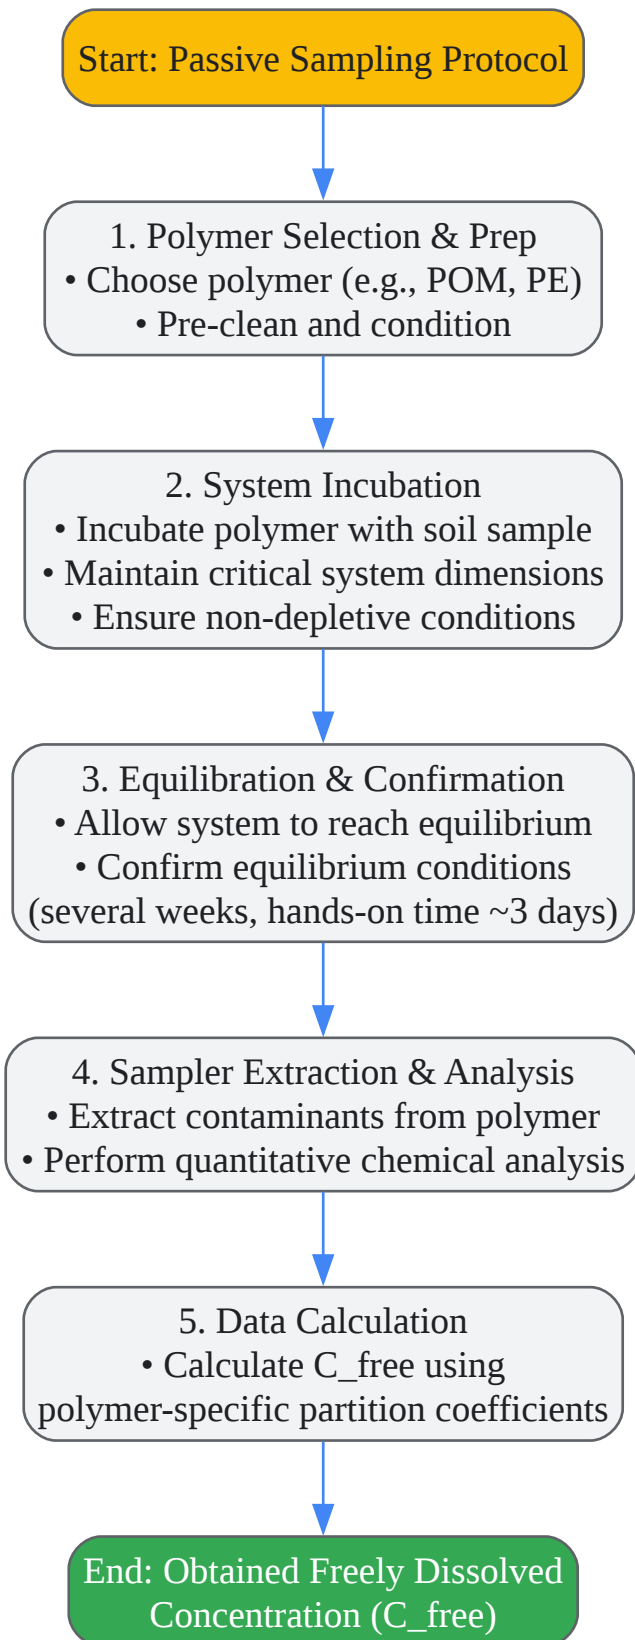 Start: Passive Sampling Protocol
1. Polymer Selection & Prep
• Choose polymer (e.g., POM, PE)
• Pre-clean and condition
2. System Incubation
• Incubate polymer with soil sample
• Maintain critical system dimensions
• Ensure non-depletive conditions
3. Equilibration & Confirmation
• Allow system to reach equilibrium
• Confirm equilibrium conditions
(several weeks, hands-on time ~3 days)
4. Sampler Extraction & Analysis
• Extract contaminants from polymer
• Perform quantitative chemical analysis
5. Data Calculation
• Calculate C_free using
polymer-specific partition coefficients
End: Obtained Freely Dissolved
Concentration (C_free)